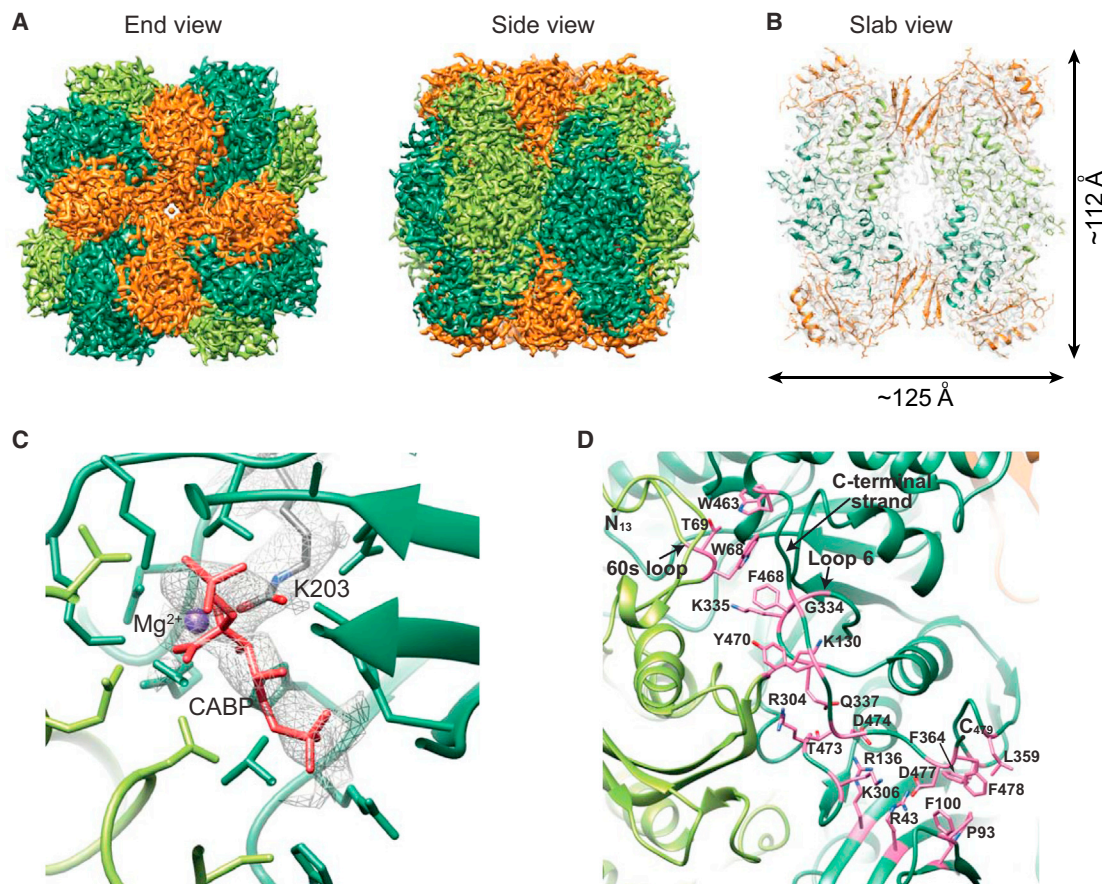 A
End view
Side view
B
Slab view
~112 Å
~125 Å
C
K203
Mg2+
CABP
D
C-terminal
strand
N13
W463
T69
60s loop
W68
Loop 6
F468
K335
G334
Y470
K130
R304
Q337
D474
T473
F364
C479
L359
R136
D477
K306
F478
R43
F100
P93